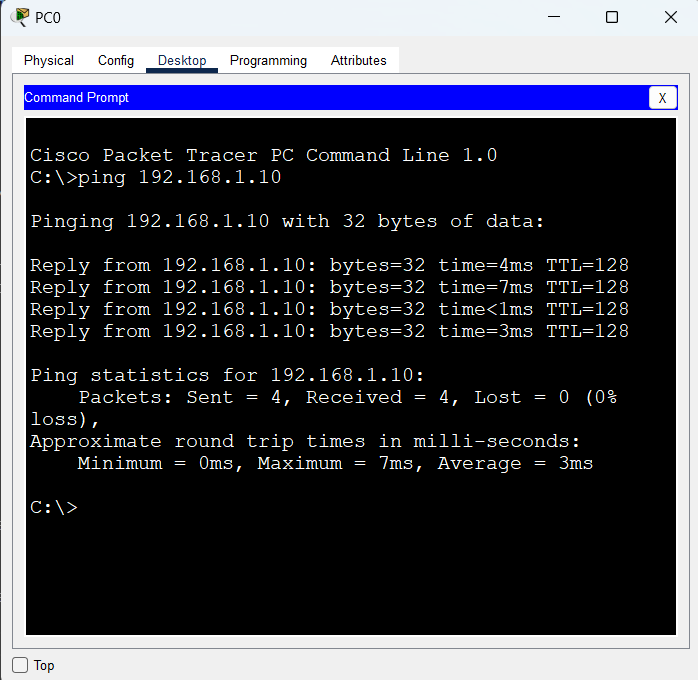 PC0
Physical Config Desktop Programming Attributes
Command Prompt
X
Cisco Packet Tracer PC Command Line 1.0
C:\>ping 192.168.1.10
Pinging 192.168.1.10 with 32 bytes of data:
Reply from 192.168.1.10: bytes=32 time=4ms TTL=128
Reply from 192.168.1.10: bytes=32 time=7ms TTL=128
Reply from 192.168.1.10: bytes=32 time<1ms TTL=128
Reply from 192.168.1.10: bytes=32 time=3ms TTL=128
Ping statistics for 192.168.1.10:
Packets: Sent = 4, Received = 4, Lost = 0 (0%
loss),
Approximate round trip times in milli-seconds:
Minimum = 0ms, Maximum = 7ms, Average = 3ms
C:\>
Top